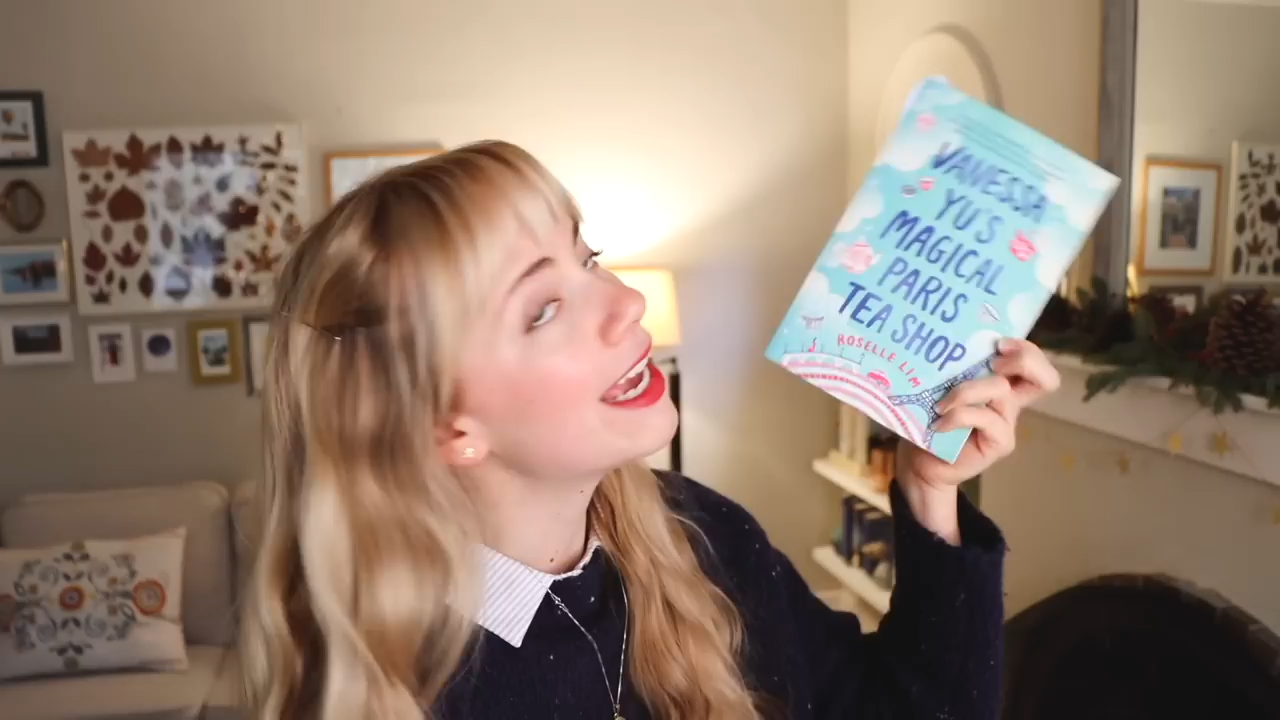 VANESSA
YU'S
MAGICAL
PARIS
TEA SHOP
ROSELLE LIM